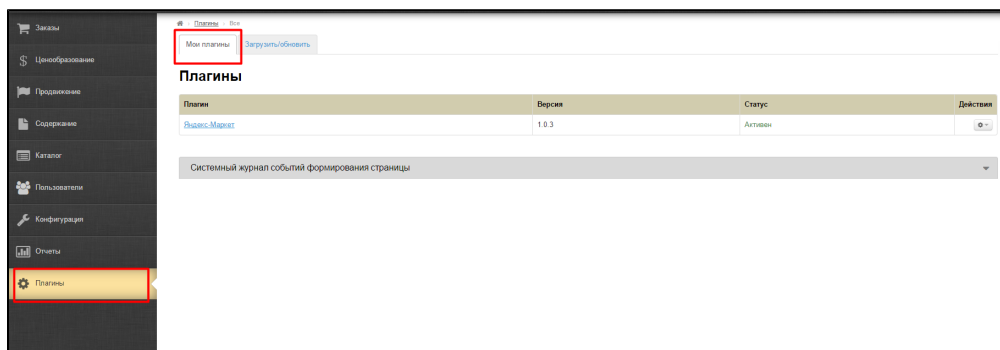 Заказы
Ценообразование
Продвижение
Содержание
Каталог
Пользователи
Конфигурация
Отчеты
Плагины
Плагины Все
Мои плагины Загрузить/обновить
Плагины
Плагин Версия Статус Действия
Яндекс-Маркет 1.0.3 Активен
Системный журнал событий формирования страницы